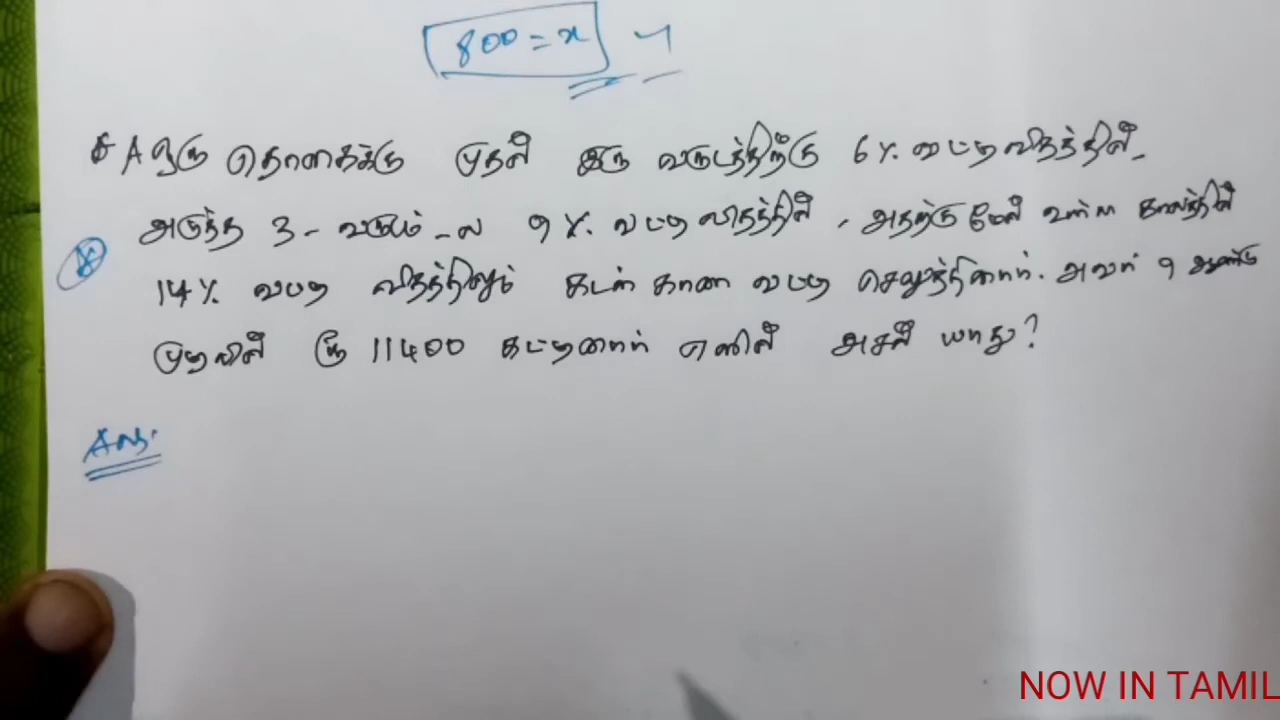 800 = x
* A ஒரு தொகைக்கு முதல் இரு வருடத்திற்கு 6%. வட்டி விதத்தில்,
அடுத்த 3 - வருடம் - ல 9%. வட்டி விதத்தில், அதற்கு மேல் உள்ள காலத்தில்
14%. வட்டி விதத்திலும் கடன் கான வட்டி செலுத்தினார். அவர் 9 ஆண்டு
முடிவில் ரூ 11400 கட்டினார் எனில் அசல் யாது?
Ans:
NOW IN TAMIL